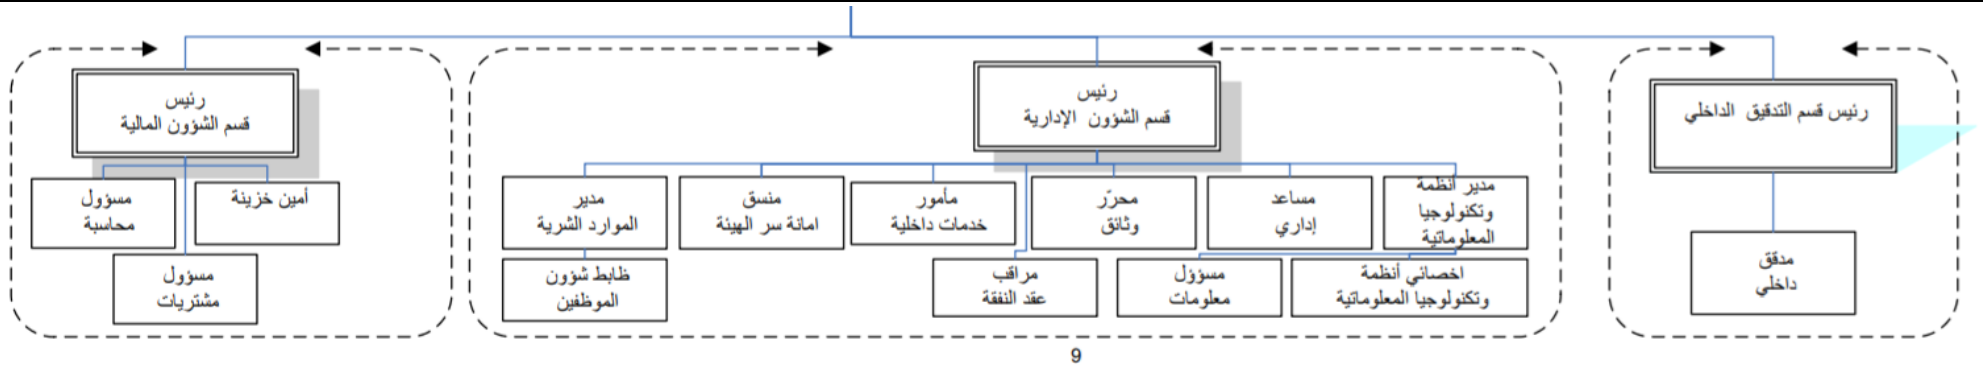 رئيس قسم التدقيق الداخلي
مدقق
داخلي
رئيس
قسم الشؤون الإدارية
مدير أنظمة
وتكنولوجيا
المعلوماتية
مساعد
إداري
محرّر
وثائق
مأمور
خدمات داخلية
منسق
امانة سر الهيئة
مدير
الموارد الشرية
اخصائي أنظمة
وتكنولوجيا المعلوماتية
مسؤؤل
معلومات
مراقب
عقد النفقة
ظابط شؤون
الموظفين
رئيس
قسم الشؤون المالية
أمين خزينة
مسؤول
محاسبة
مسؤول
مشتريات
9